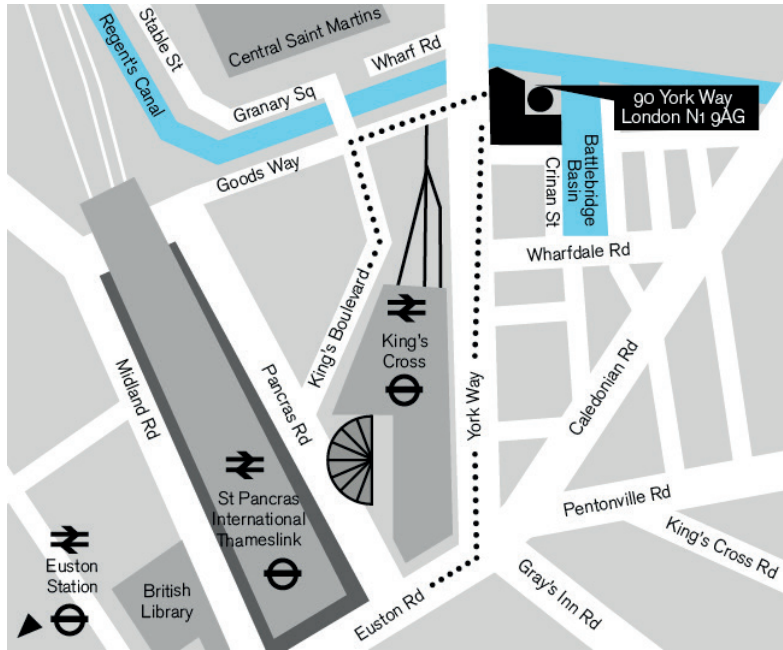 Regent's Canal
Stable St
Central Saint Martins
Wharf Rd
Granary Sq
90 York Way
London N1 9AG
Goods Way
Crinan St
Battlebridge
Basin
Wharfdale Rd
King's Boulevard
King's
Cross
Midland Rd
Pancras Rd
York Way
Caledonian Rd
St Pancras
International
Thameslink
Pentonville Rd
King's Cross Rd
Euston
Station
British
Library
Euston Rd
Gray's Inn Rd